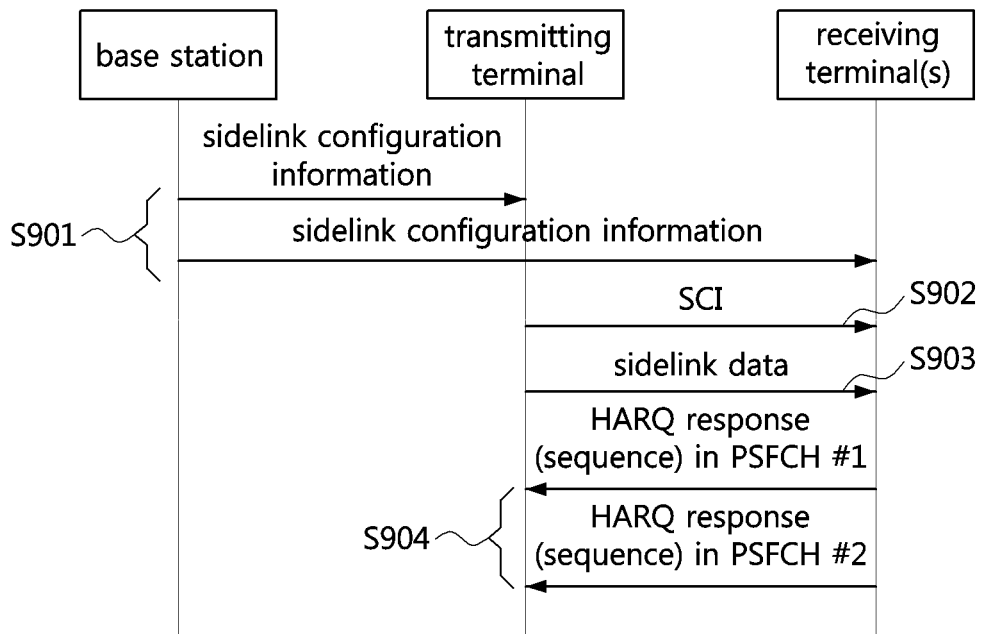 base station
transmitting
terminal
receiving
terminal(s)
sidelink configuration
information
S901
sidelink configuration information
SCI
S902
sidelink data
S903
HARQ response
(sequence) in PSFCH #1
S904
HARQ response
(sequence) in PSFCH #2